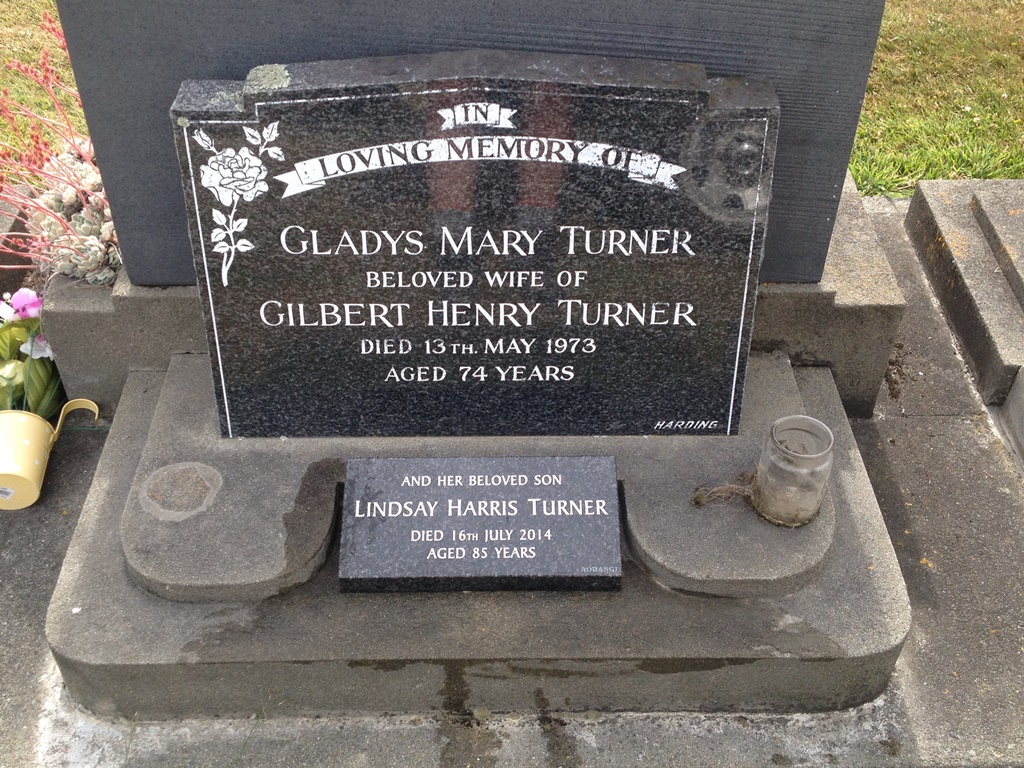 IN
LOVING MEMORY OF
GLADYS MARY TURNER
BELOVED WIFE OF
GILBERT HENRY TURNER
DIED 13TH. MAY 1973
AGED 74 YEARS
HARDING
AND HER BELOVED SON
LINDSAY HARRIS TURNER
DIED 16TH JULY 2014
AGED 85 YEARS
AORANGI